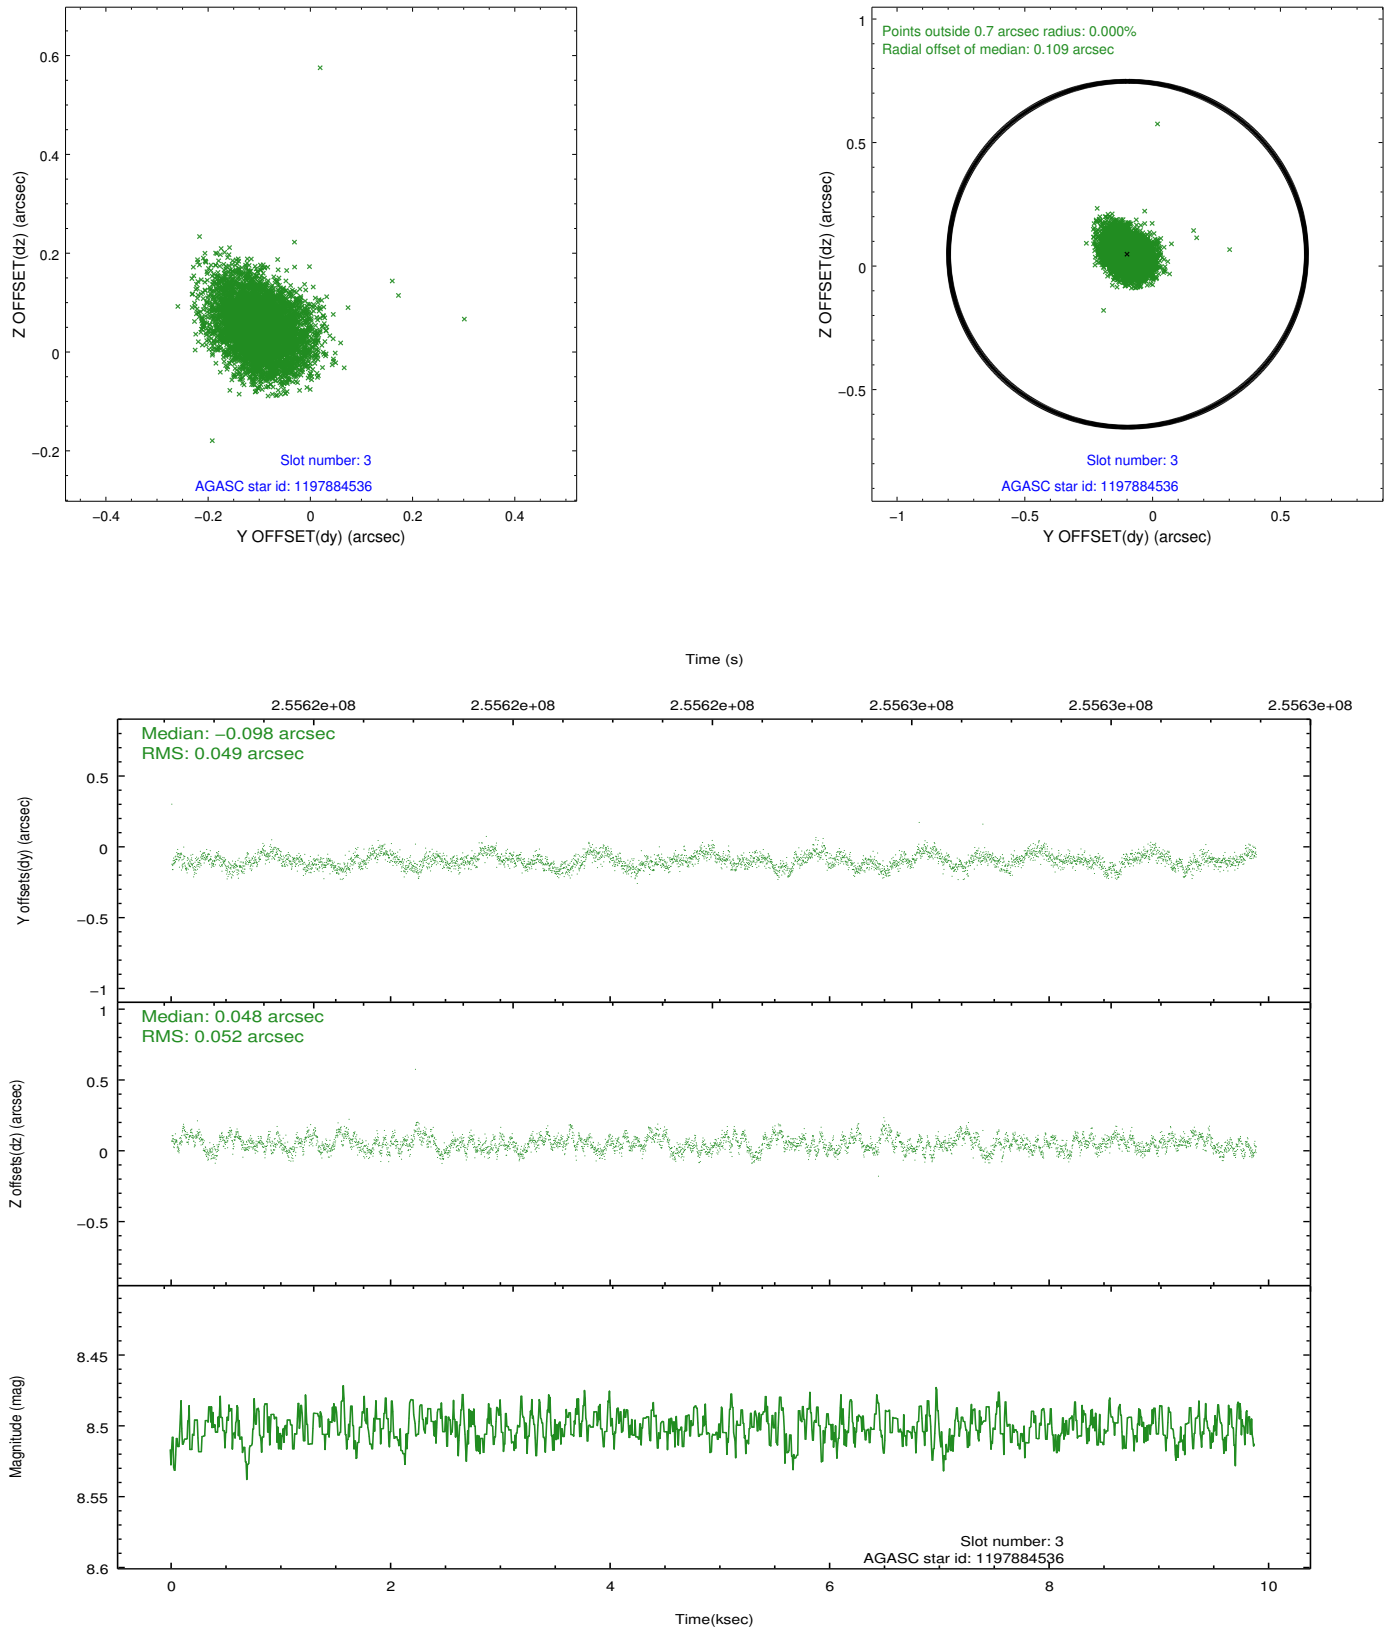 0.6
0.4
0.2
0
−0.2
Z OFFSET(dz) (arcsec)
Slot number: 3
AGASC star id: 1197884536
−0.4 −0.2 0 0.2 0.4
Y OFFSET(dy) (arcsec)
Points outside 0.7 arcsec radius: 0.000%
Radial offset of median: 0.109 arcsec
1
0.5
0
−0.5
Z OFFSET(dz) (arcsec)
Slot number: 3
AGASC star id: 1197884536
−1 −0.5 0 0.5
Y OFFSET(dy) (arcsec)
Time (s)
2.5562e+08 2.5562e+08 2.5562e+08 2.5563e+08 2.5563e+08 2.5563e+08
Median: −0.098 arcsec
RMS: 0.049 arcsec
0.5
0
−0.5
−1
Y offsets(dy) (arcsec)
Median: 0.048 arcsec
RMS: 0.052 arcsec
1
0.5
0
−0.5
Z offsets(dz) (arcsec)
8.45
8.5
8.55
8.6
Magnitude (mag)
Slot number: 3
AGASC star id: 1197884536
0 2 4 6 8 10
Time(ksec)